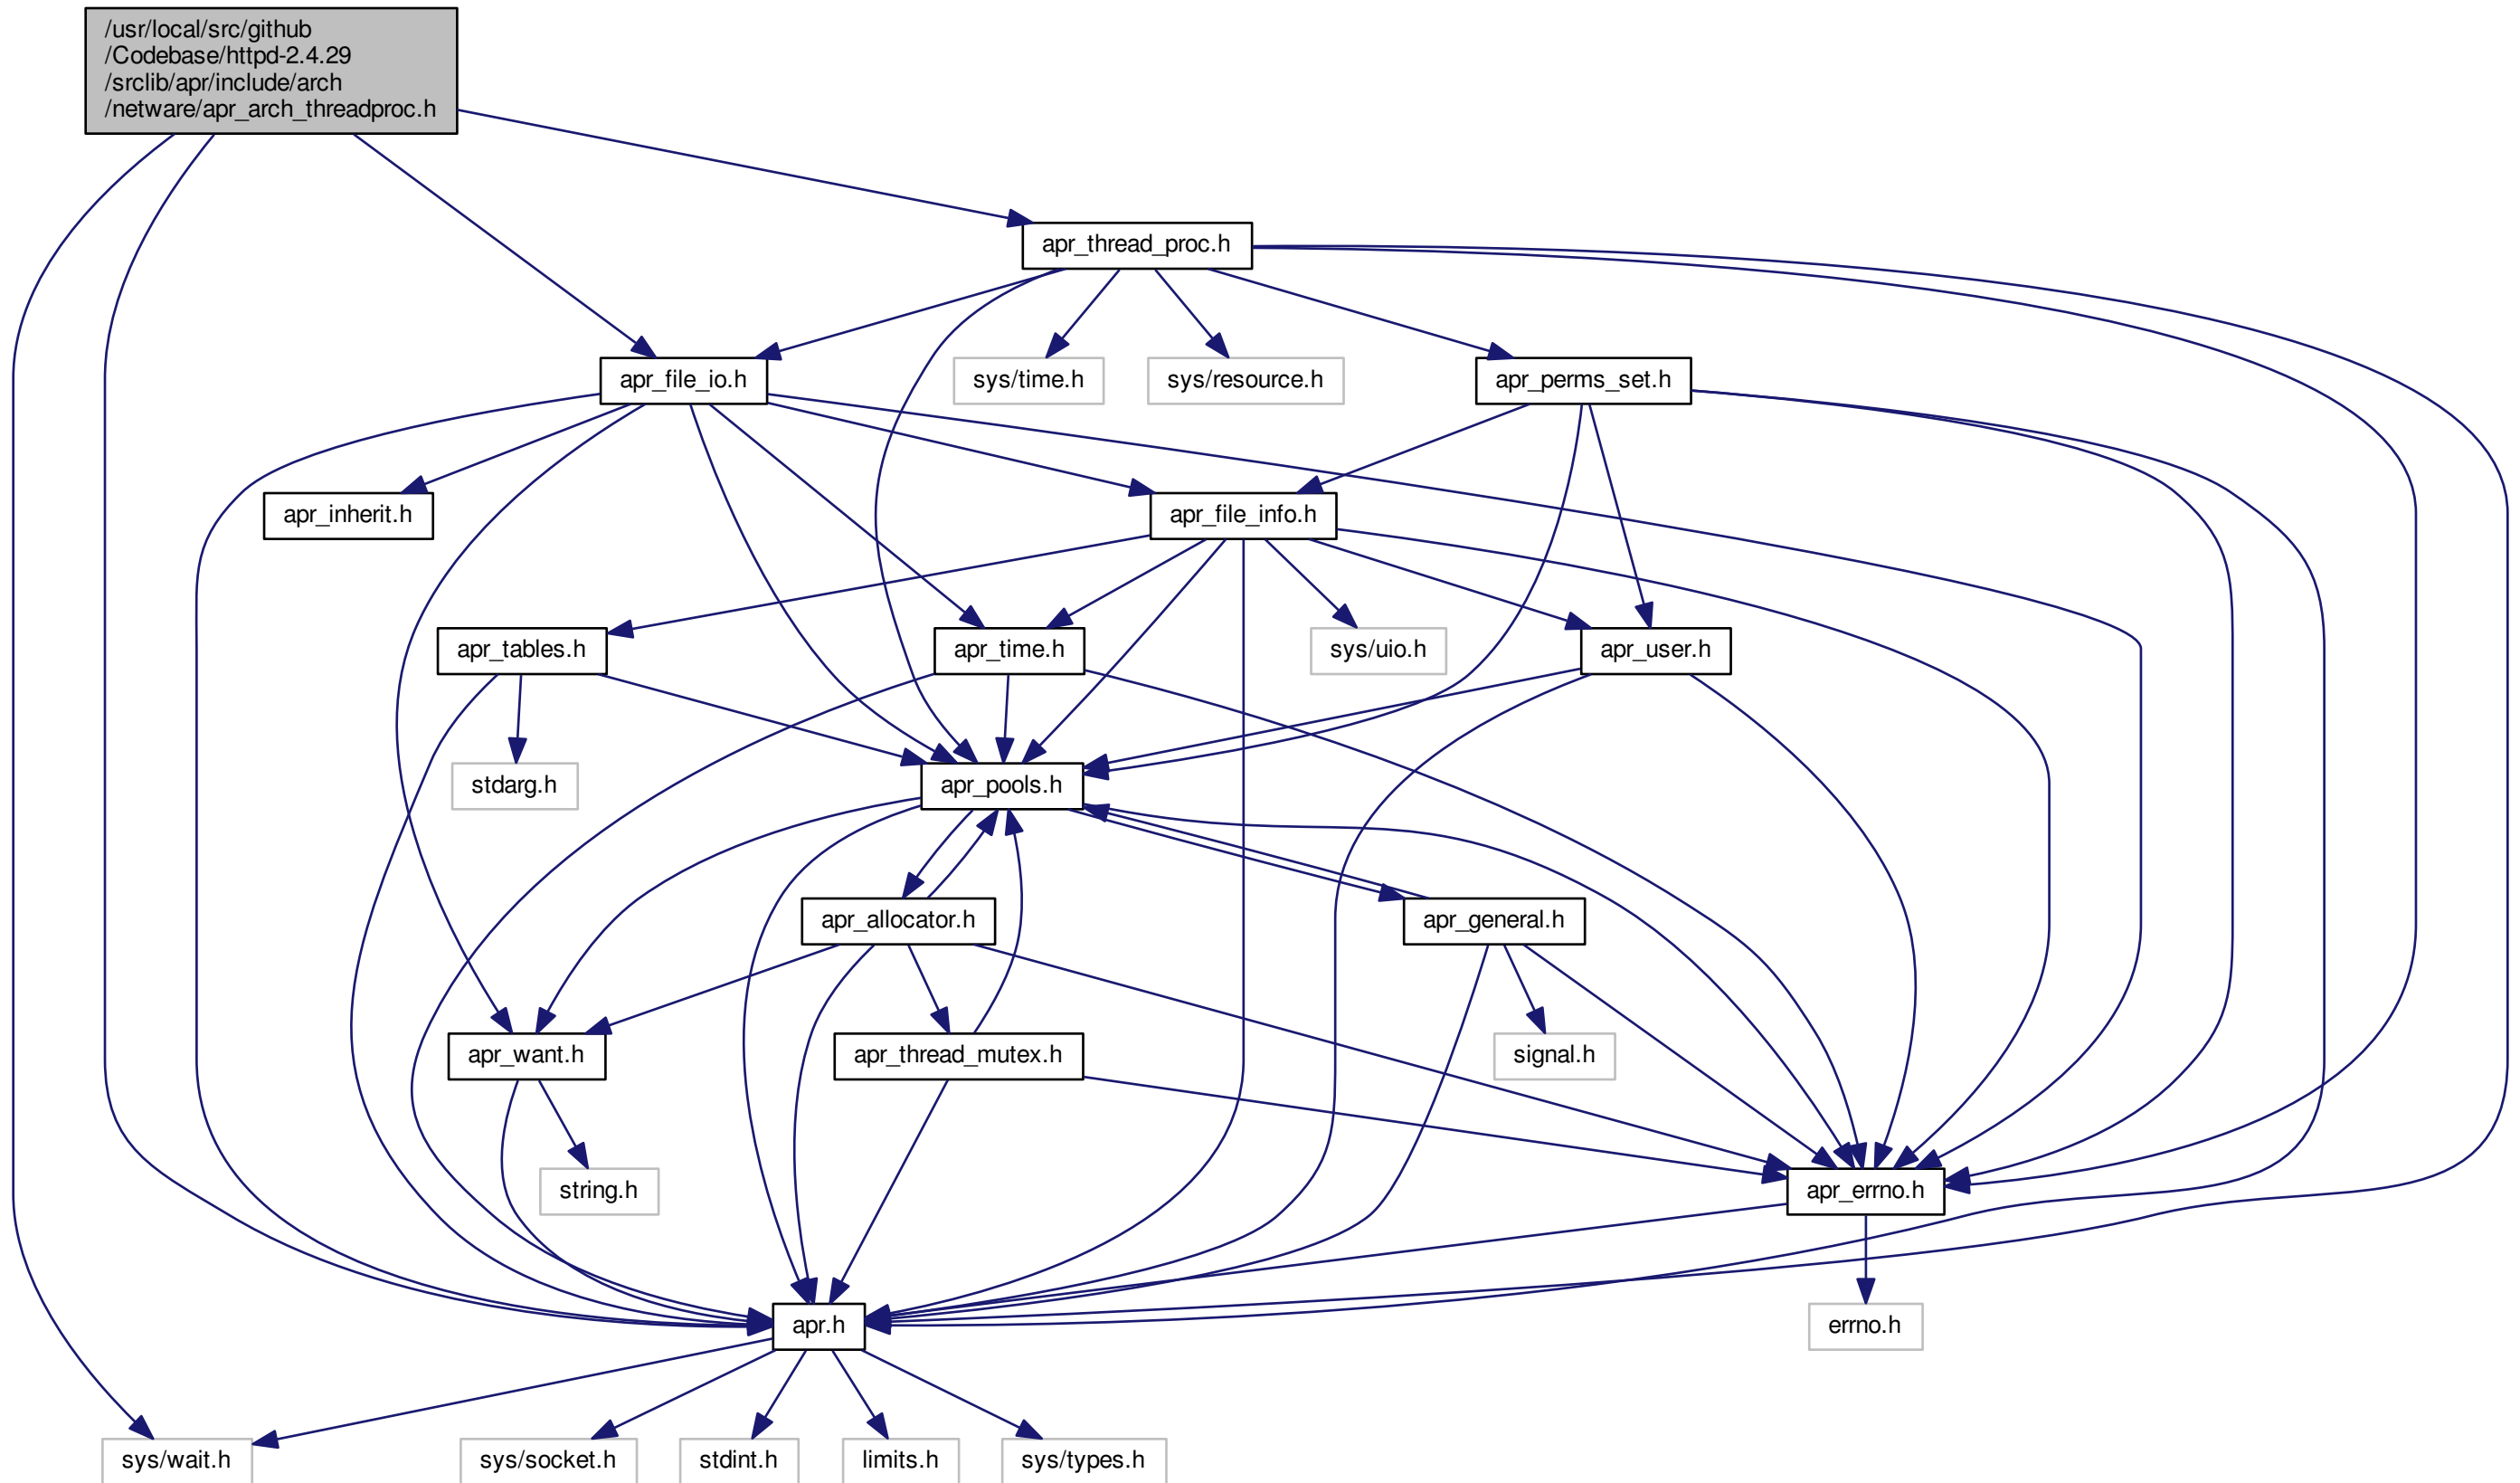 /usr/local/src/github
/Codebase/httpd-2.4.29
/srclib/apr/include/arch
/netware/apr_arch_threadproc.h
apr_thread_proc.h
apr_file_io.h
sys/time.h
sys/resource.h
apr_perms_set.h
apr_inherit.h
apr_file_info.h
apr_tables.h
apr_time.h
sys/uio.h
apr_user.h
stdarg.h
apr_pools.h
apr_allocator.h
apr_general.h
apr_want.h
apr_thread_mutex.h
signal.h
string.h
apr_errno.h
apr.h
errno.h
sys/wait.h
sys/socket.h
stdint.h
limits.h
sys/types.h